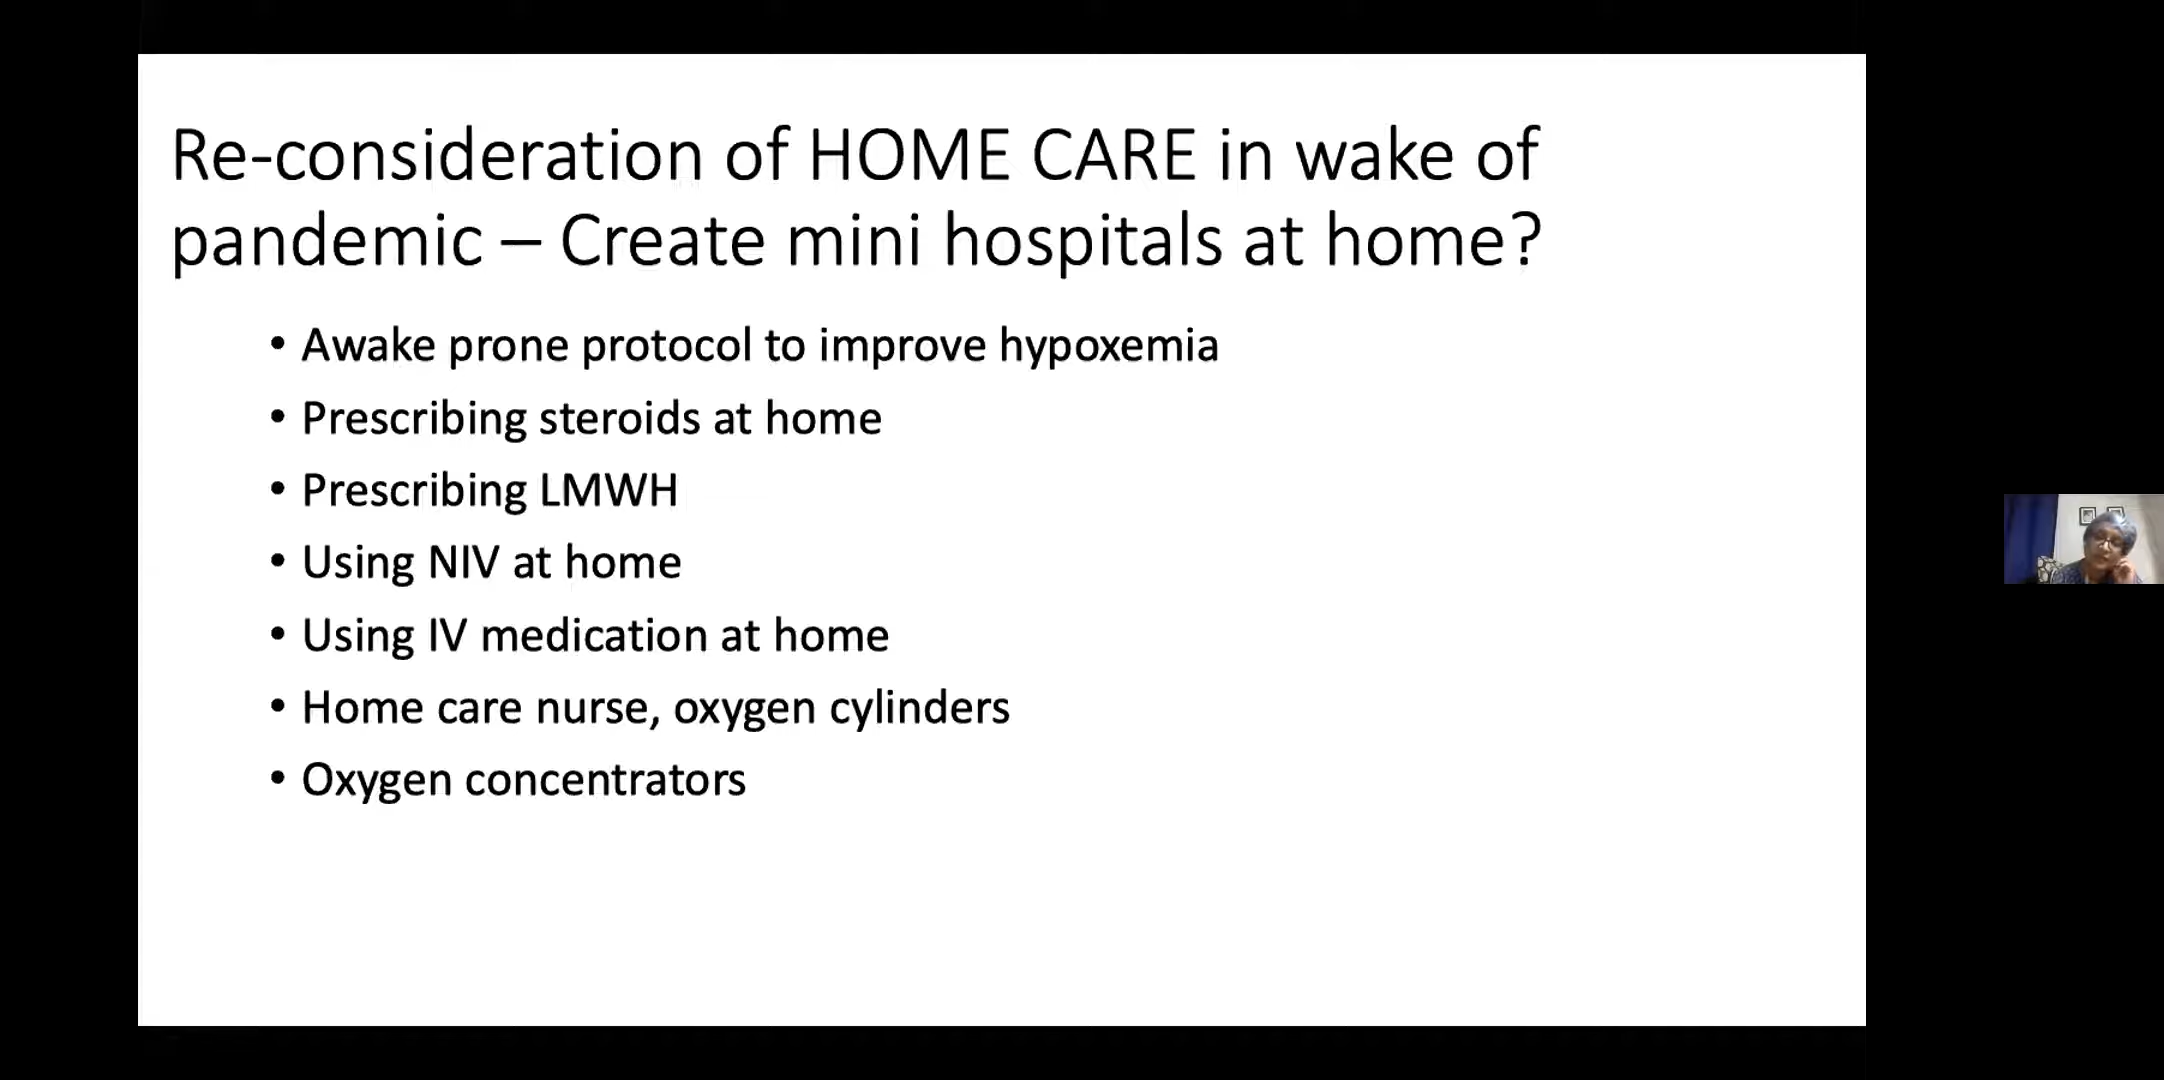 Re-consideration of HOME CARE in wake of
pandemic – Create mini hospitals at home?
• Awake prone protocol to improve hypoxemia
• Prescribing steroids at home
• Prescribing LMWH
• Using NIV at home
• Using IV medication at home
• Home care nurse, oxygen cylinders
• Oxygen concentrators